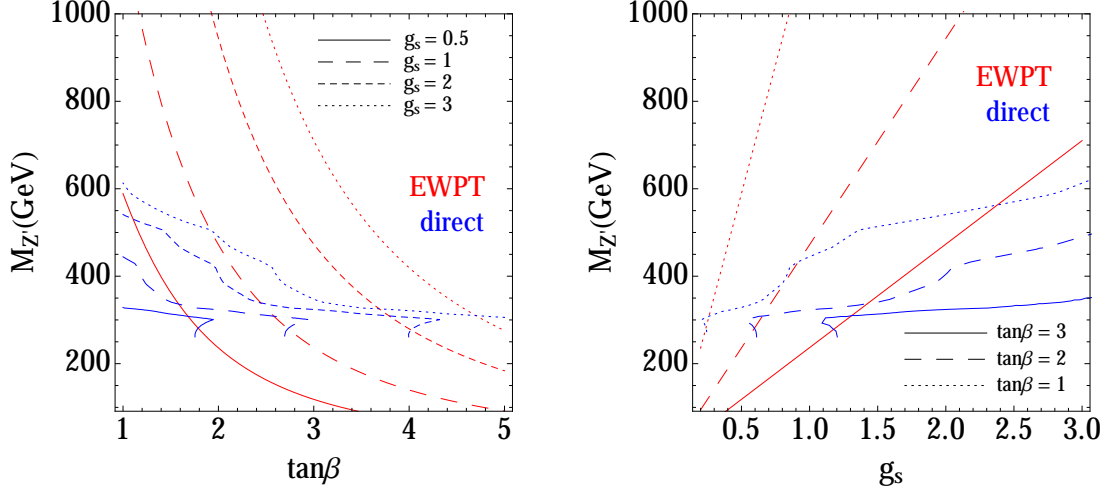 1000
800
600
400
200
M_Z'(GeV)
1 2 3 4 5
tanβ
g_s = 0.5
g_s = 1
g_s = 2
g_s = 3
EWPT
direct
1000
800
600
400
200
M_Z'(GeV)
0.5 1.0 1.5 2.0 2.5 3.0
g_s
EWPT
direct
tanβ = 3
tanβ = 2
tanβ = 1